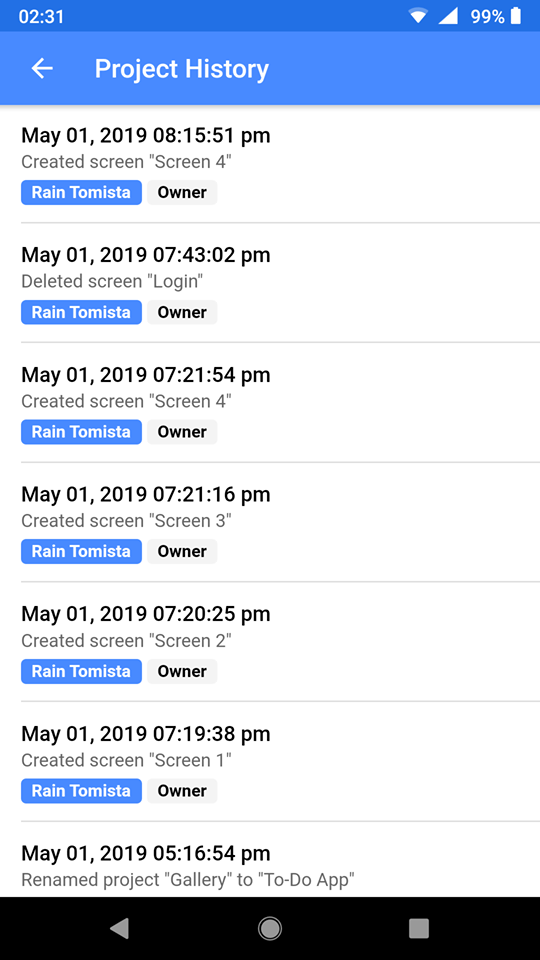 02:31 99%
Project History
May 01, 2019 08:15:51 pm
Created screen "Screen 4"
Rain Tomista Owner
May 01, 2019 07:43:02 pm
Deleted screen "Login"
Rain Tomista Owner
May 01, 2019 07:21:54 pm
Created screen "Screen 4"
Rain Tomista Owner
May 01, 2019 07:21:16 pm
Created screen "Screen 3"
Rain Tomista Owner
May 01, 2019 07:20:25 pm
Created screen "Screen 2"
Rain Tomista Owner
May 01, 2019 07:19:38 pm
Created screen "Screen 1"
Rain Tomista Owner
May 01, 2019 05:16:54 pm
Renamed project "Gallery" to "To-Do App"